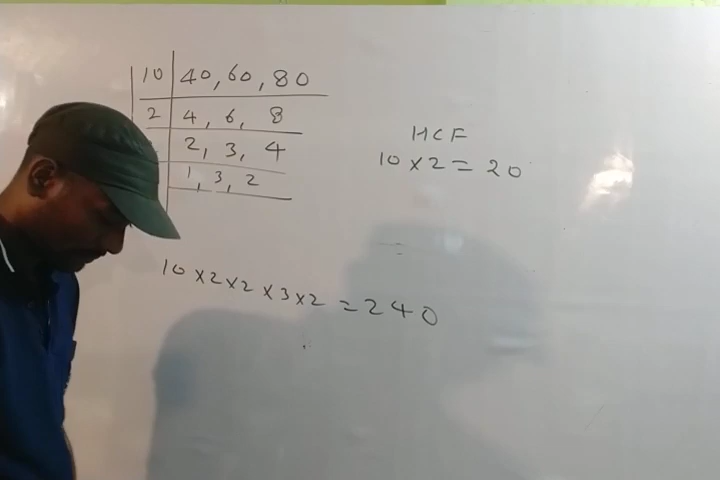 10 40, 60, 80
2 4, 6, 8
2, 3, 4
1, 3, 2
HCF
10 × 2 = 20
=
10 × 2 × 2 × 3 × 2 = 240